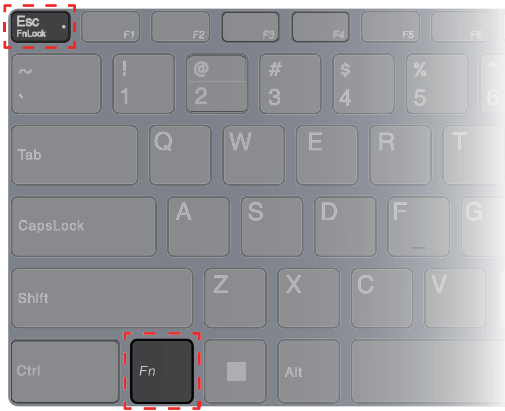 Esc
FnLock
F1
F2
F3
F4
F5
F6
~
`
!
1
@
2
#
3
$
4
%
5
6
Tab
Q
W
E
R
T
CapsLock
A
S
D
F
G
Shift
Z
X
C
V
Ctrl
Fn
Alt